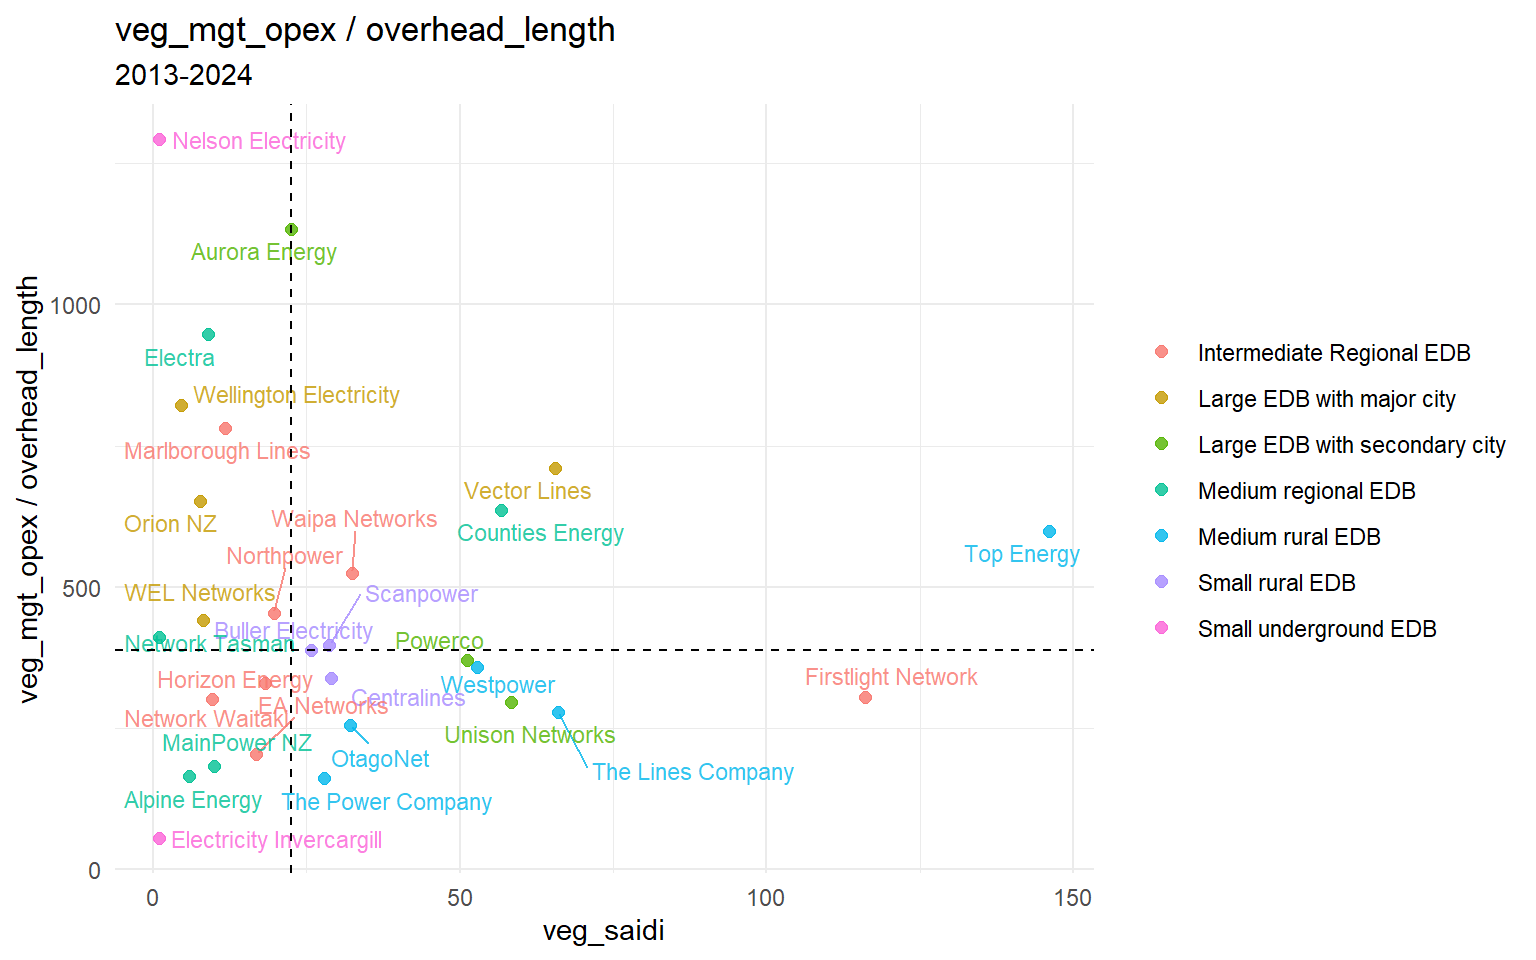 veg_mgt_opex / overhead_length
2013-2024
veg_mgt_opex / overhead_length
1000
500
0
Nelson Electricity
Aurora Energy
Electra
Wellington Electricity
Marlborough Lines
Vector Lines
Orion NZ
Waipa Networks
Counties Energy
Northpower
Top Energy
WEL Networks
Scanpower
Buller Electricity
Network Tasman
Powerco
Horizon Energy
Westpower
Firstlight Network
Centralines
EA Networks
Network Waitaki
Unison Networks
MainPower NZ
OtagoNet
The Lines Company
Alpine Energy
The Power Company
Electricity Invercargill
0
50
100
150
veg_saidi
Intermediate Regional EDB
Large EDB with major city
Large EDB with secondary city
Medium regional EDB
Medium rural EDB
Small rural EDB
Small underground EDB